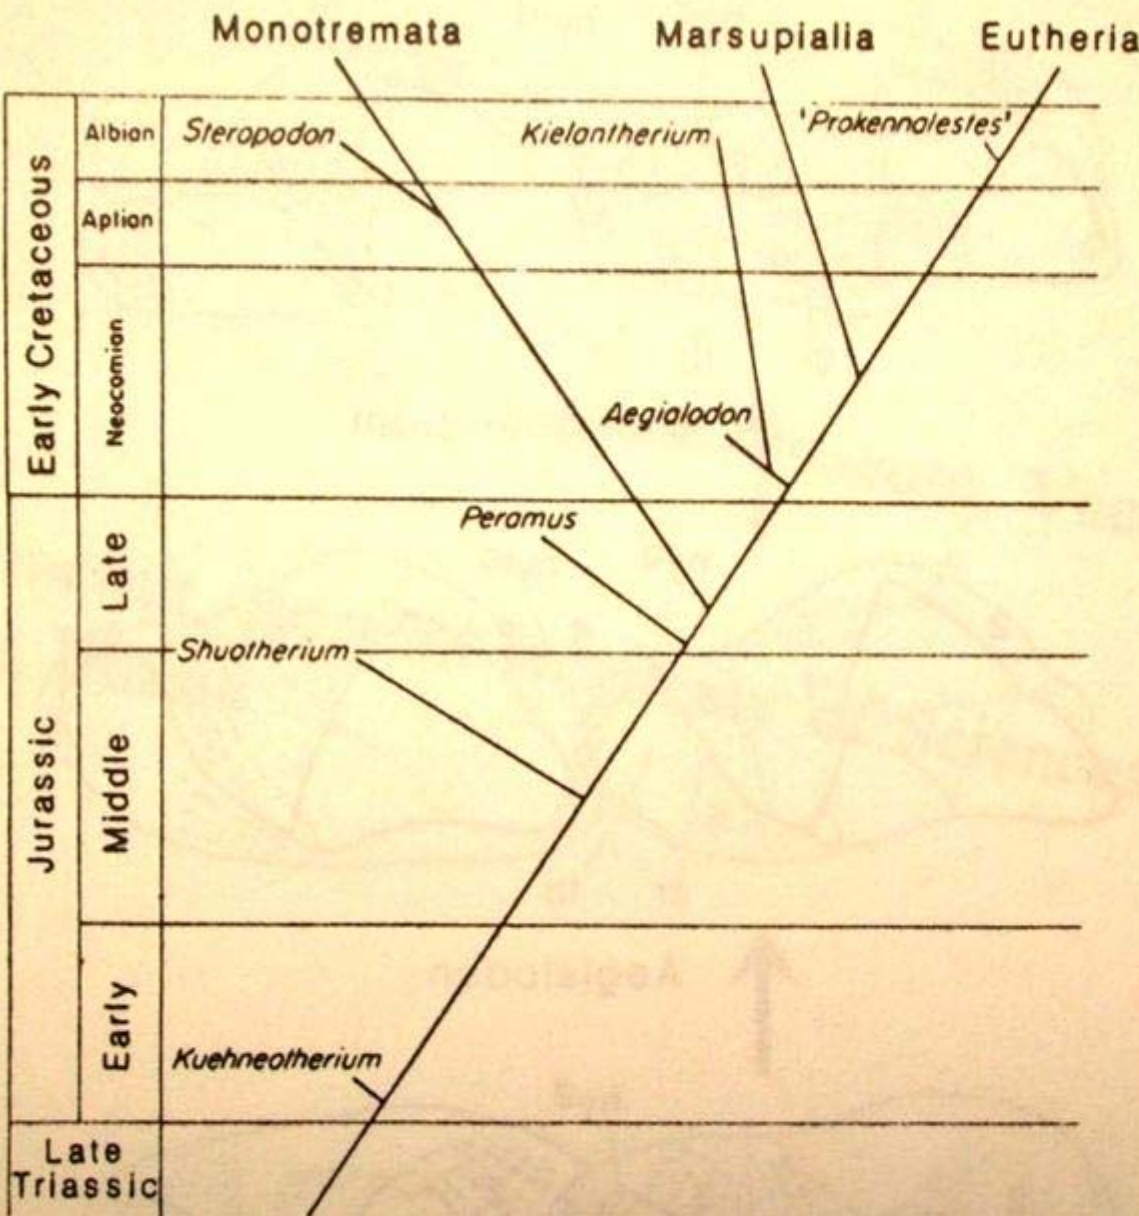 Monotremata
Marsupialia
Eutheria
Early Cretaceous
Albian
Steropodon
Kielantherium
'Prokennalestes'
Aptian
Neocomian
Aegialodon
Jurassic
Late
Peramus
Shuotherium
Middle
Aegialodon
Early
Kuehneotherium
Late
Triassic